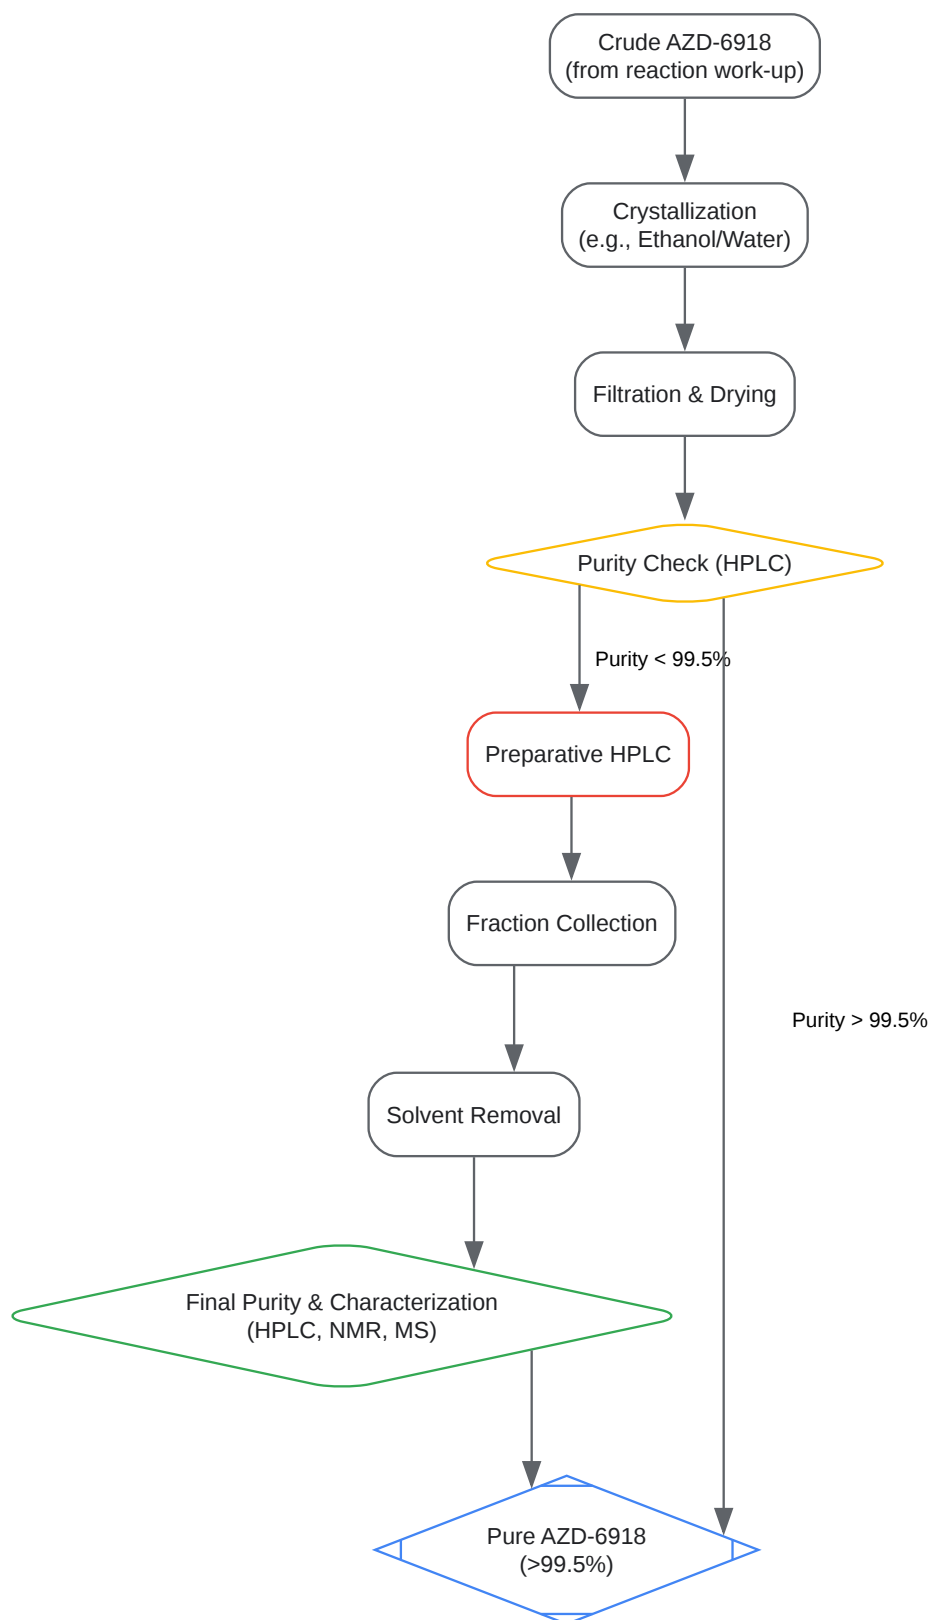 Crude AZD-6918
(from reaction work-up)
Crystallization
(e.g., Ethanol/Water)
Filtration & Drying
Purity Check (HPLC)
Purity < 99.5%
Preparative HPLC
Fraction Collection
Purity > 99.5%
Solvent Removal
Final Purity & Characterization
(HPLC, NMR, MS)
Pure AZD-6918
(>99.5%)